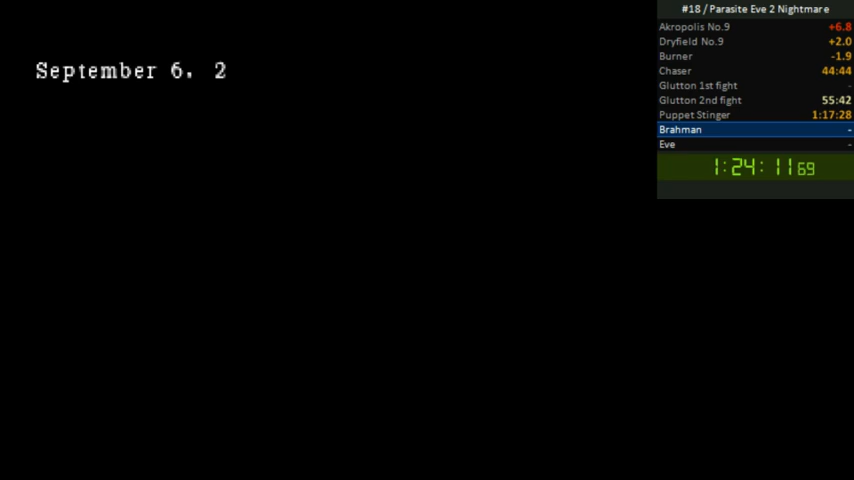 September 6, 2
#18 / Parasite Eve 2 Nightmare
Akropolis No.9 +6.8
Dryfield No.9 +2.0
Burner -1.9
Chaser 44:44
Glutton 1st fight -
Glutton 2nd fight 55:42
Puppet Stinger 1:17:28
Brahman -
Eve -
1:24:11 69